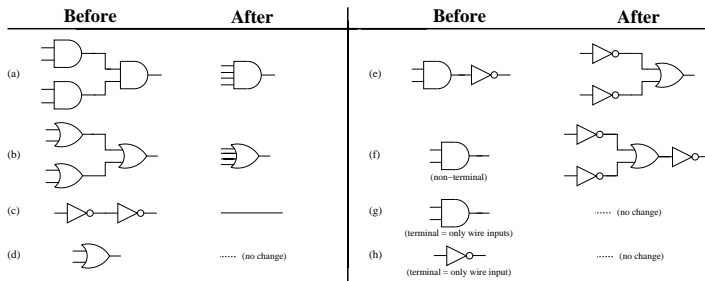 Before After Before After
(a)
(e)
(b)
(f)
(non−terminal)
(c)
(g)
(no change)
(terminal = only wire inputs)
(d)
(no change)
(h)
(no change)
(terminal = only wire input)